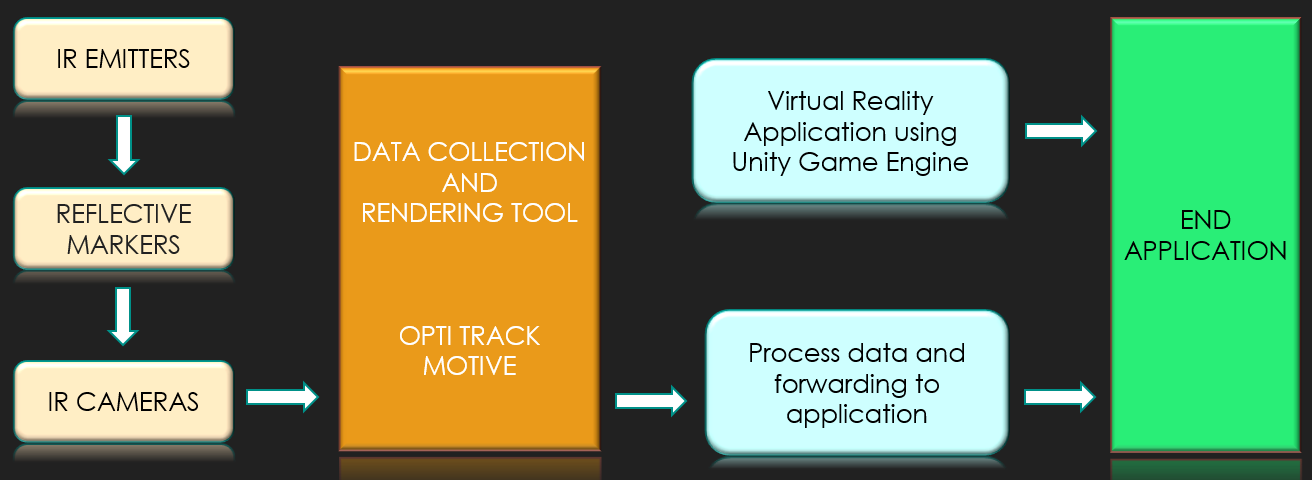 IR EMITTERS
REFLECTIVE
MARKERS
IR CAMERAS
DATA COLLECTION
AND
RENDERING TOOL
OPTI TRACK
MOTIVE
Virtual Reality
Application using
Unity Game Engine
Process data and
forwarding to
application
END
APPLICATION